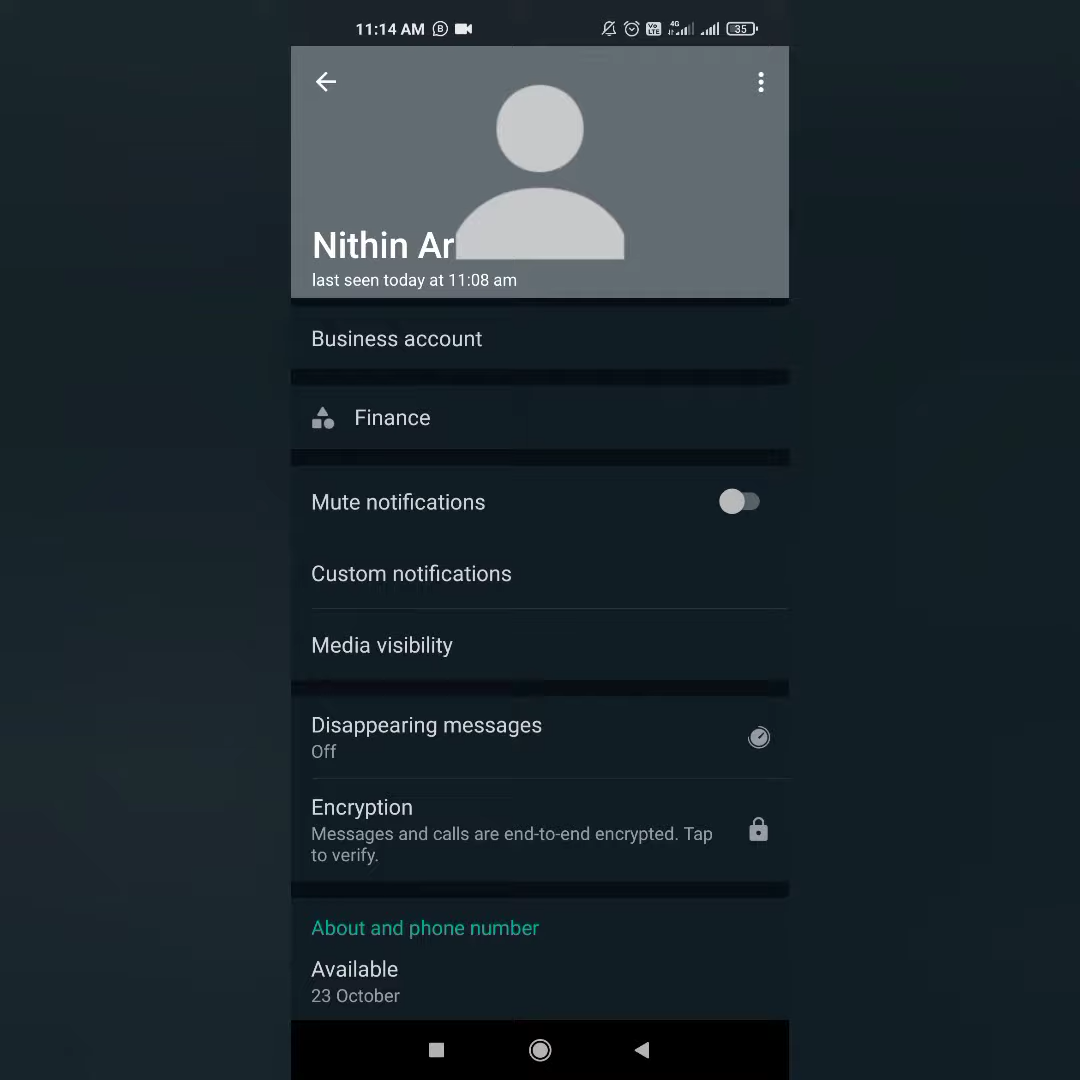 11:14 AM
35
Nithin Ar
last seen today at 11:08 am
Business account
Finance
Mute notifications
Custom notifications
Media visibility
Disappearing messages
Off
Encryption
Messages and calls are end-to-end encrypted. Tap
to verify.
About and phone number
Available
23 October